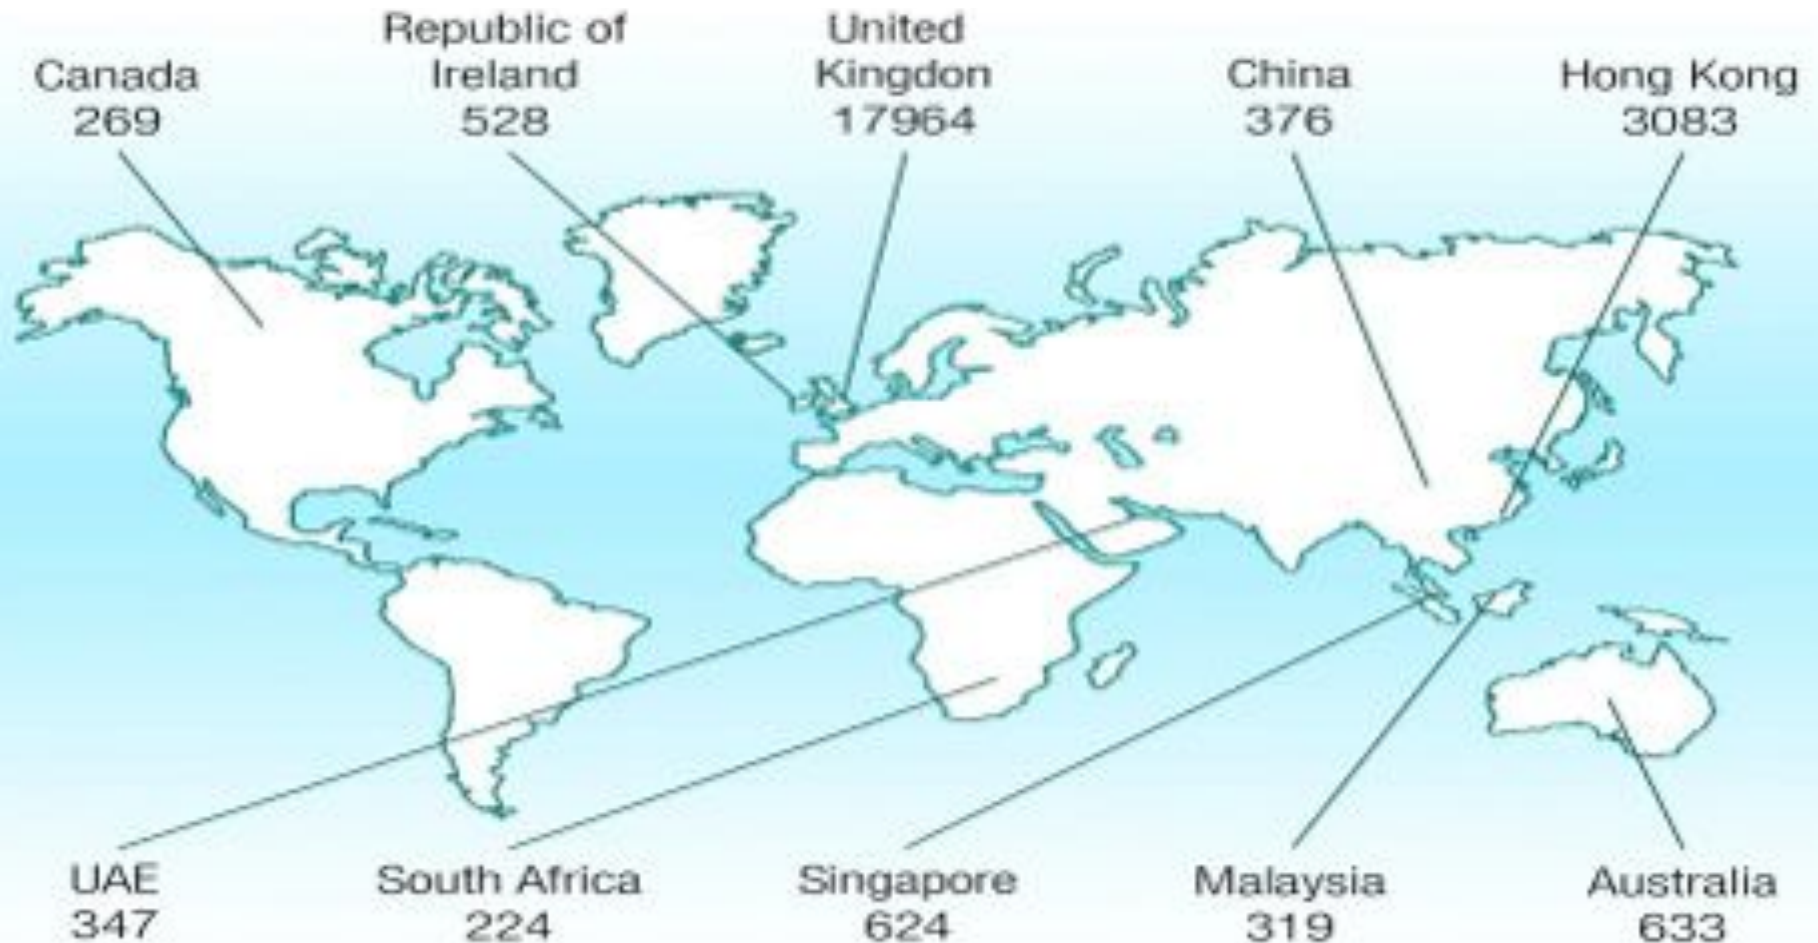 Canada
269
Republic of
Ireland
528
United
Kingdon
17964
China
376
Hong Kong
3083
UAE
347
South Africa
224
Singapore
624
Malaysia
319
Australia
633